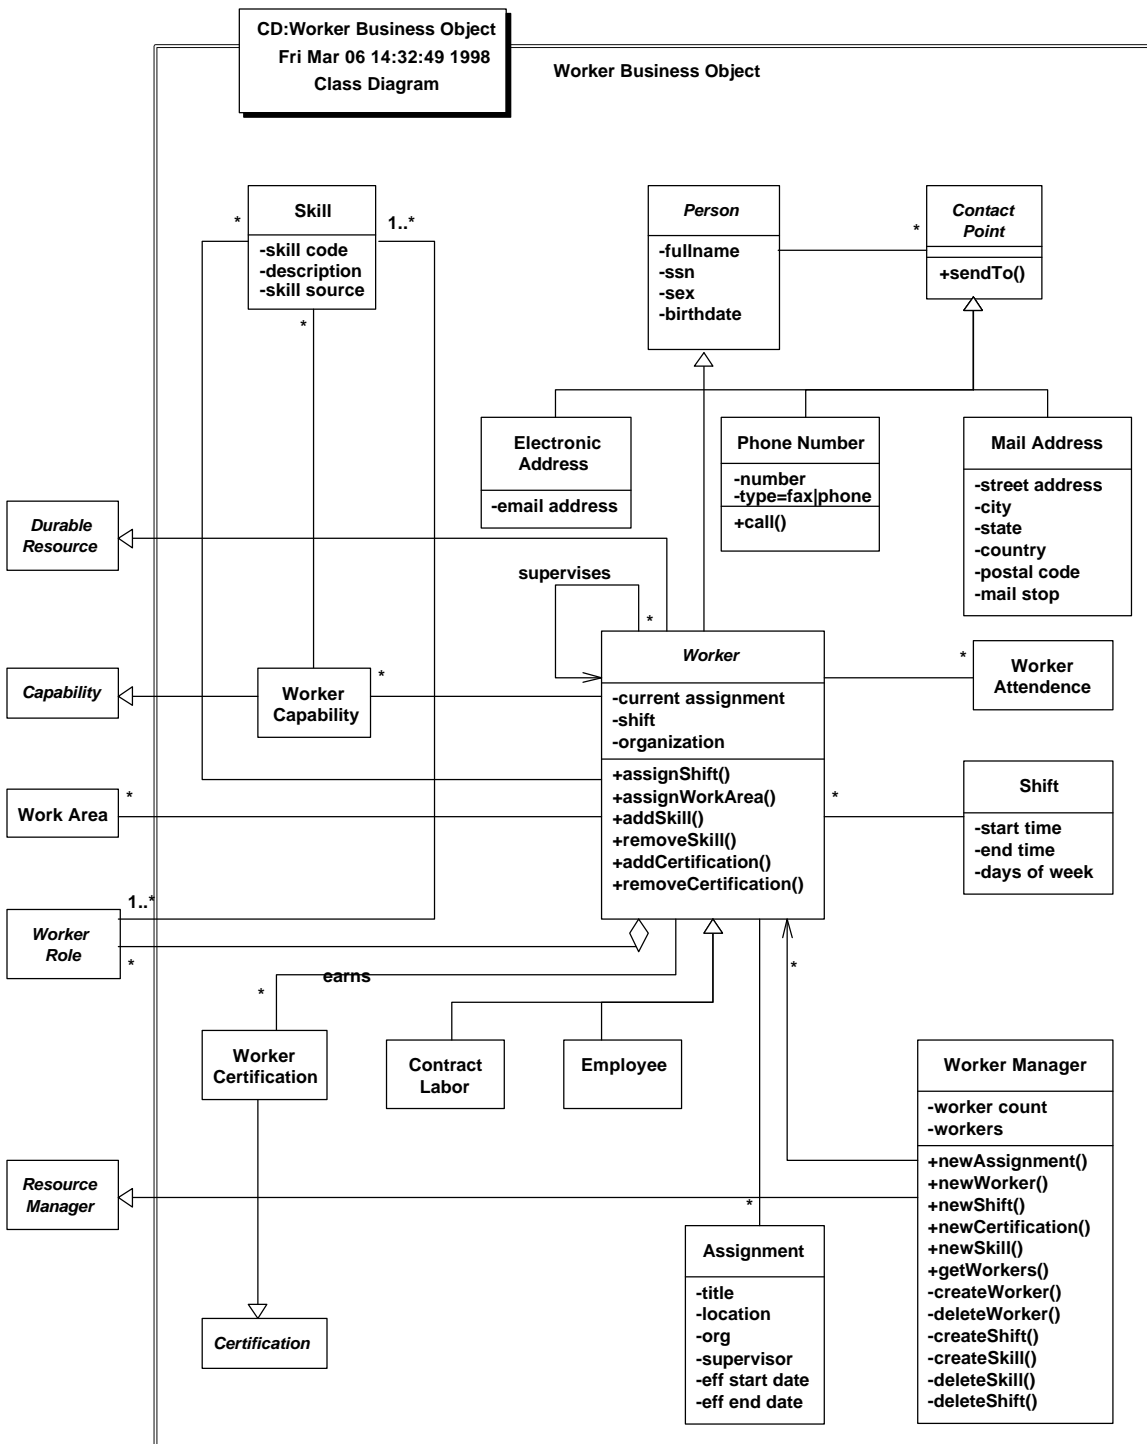 CD:Worker Business Object
Fri Mar 06 14:32:49 1998
Class Diagram
Worker Business Object
Skill
-skill code
-description
-skill source
*
1..*
*
Person
-fullname
-ssn
-sex
-birthdate
*
Contact
Point
+sendTo()
Electronic
Address
-email address
Phone Number
-number
-type=fax|phone
+call()
Mail Address
-street address
-city
-state
-country
-postal code
-mail stop
Durable
Resource
supervises
*
Capability
Worker
Capability
*
Worker
-current assignment
-shift
-organization
+assignShift()
+assignWorkArea()
+addSkill()
+removeSkill()
+addCertification()
+removeCertification()
*
Worker
Attendence
Work Area
*
*
Shift
-start time
-end time
-days of week
Worker
Role
1..*
*
earns
*
*
Worker
Certification
Contract
Labor
Employee
Worker Manager
-worker count
-workers
+newAssignment()
+newWorker()
+newShift()
+newCertification()
+newSkill()
+getWorkers()
-createWorker()
-deleteWorker()
-createShift()
-createSkill()
-deleteSkill()
-deleteShift()
Resource
Manager
*
Assignment
-title
-location
-org
-supervisor
-eff start date
-eff end date
Certification